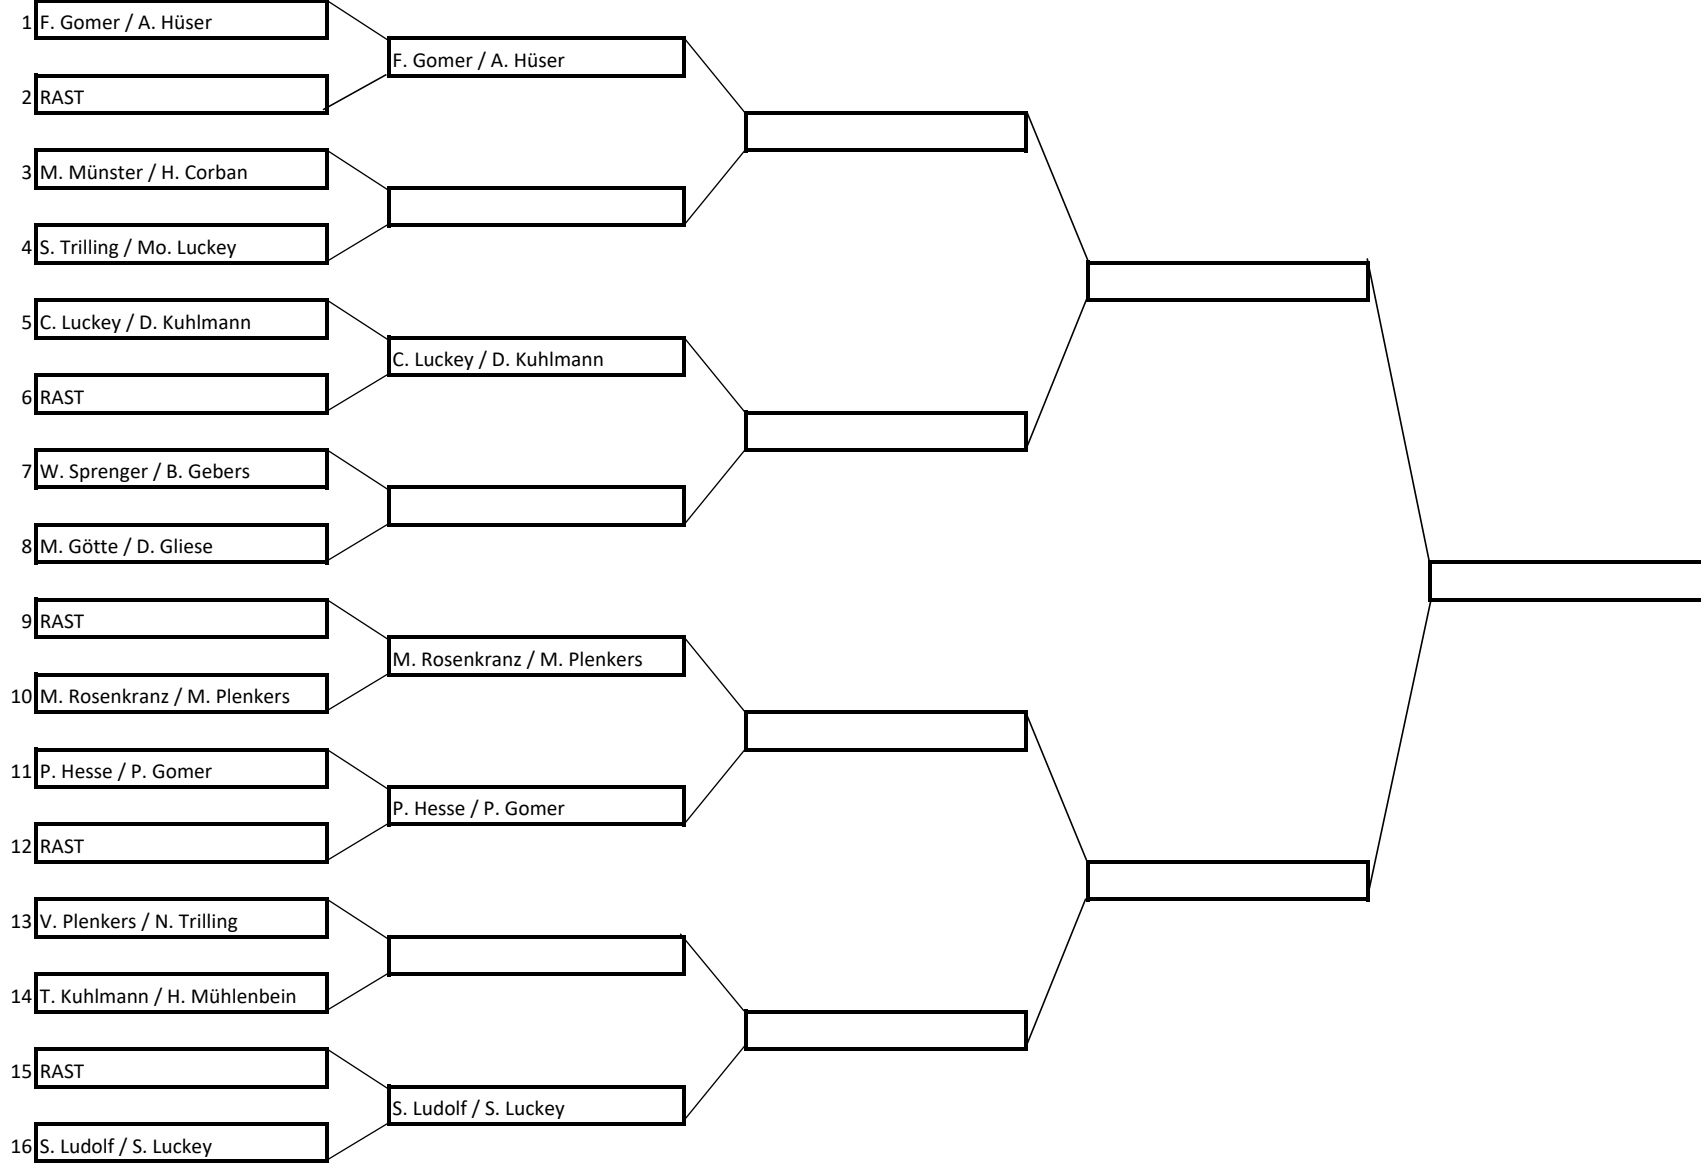 1 F. Gomer / A. Hüser
F. Gomer / A. Hüser
2 RAST
3 M. Münster / H. Corban
4 S. Trilling / Mo. Luckey
5 C. Luckey / D. Kuhlmann
C. Luckey / D. Kuhlmann
6 RAST
7 W. Sprenger / B. Gebers
8 M. Götte / D. Gliese
9 RAST
M. Rosenkranz / M. Plenkers
10 M. Rosenkranz / M. Plenkers
11 P. Hesse / P. Gomer
P. Hesse / P. Gomer
12 RAST
13 V. Plenkers / N. Trilling
14 T. Kuhlmann / H. Mühlenbein
15 RAST
S. Ludolf / S. Luckey
16 S. Ludolf / S. Luckey